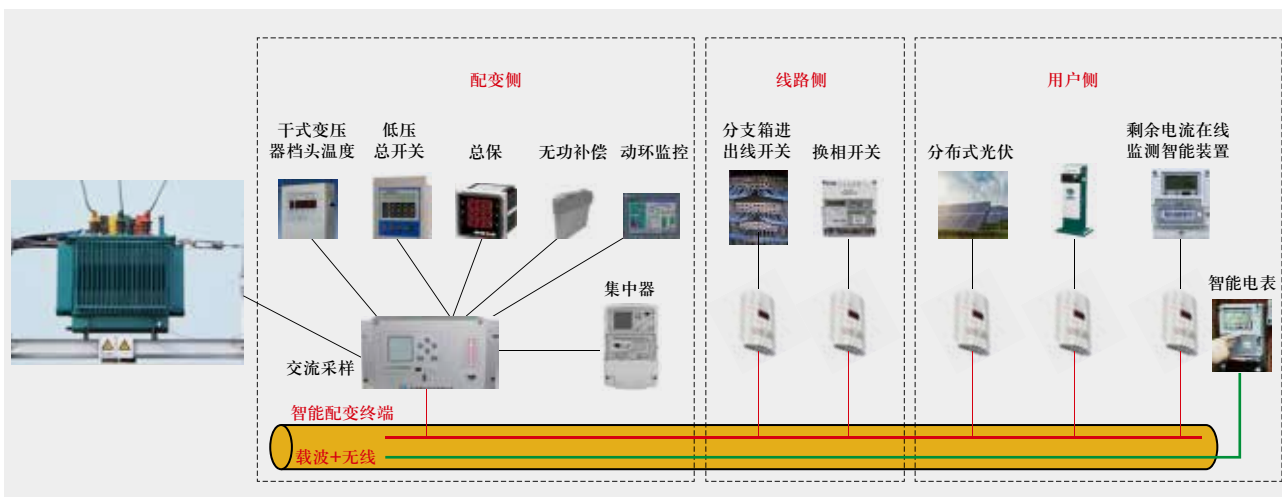 配变侧
线路侧
用户侧
干式变压
器档头温度
低压
总开关
总保
无功补偿
动环监控
分支箱进
出线开关
换相开关
分布式光伏
剩余电流在线
监测智能装置
集中器
智能电表
交流采样
智能配变终端
载波+无线